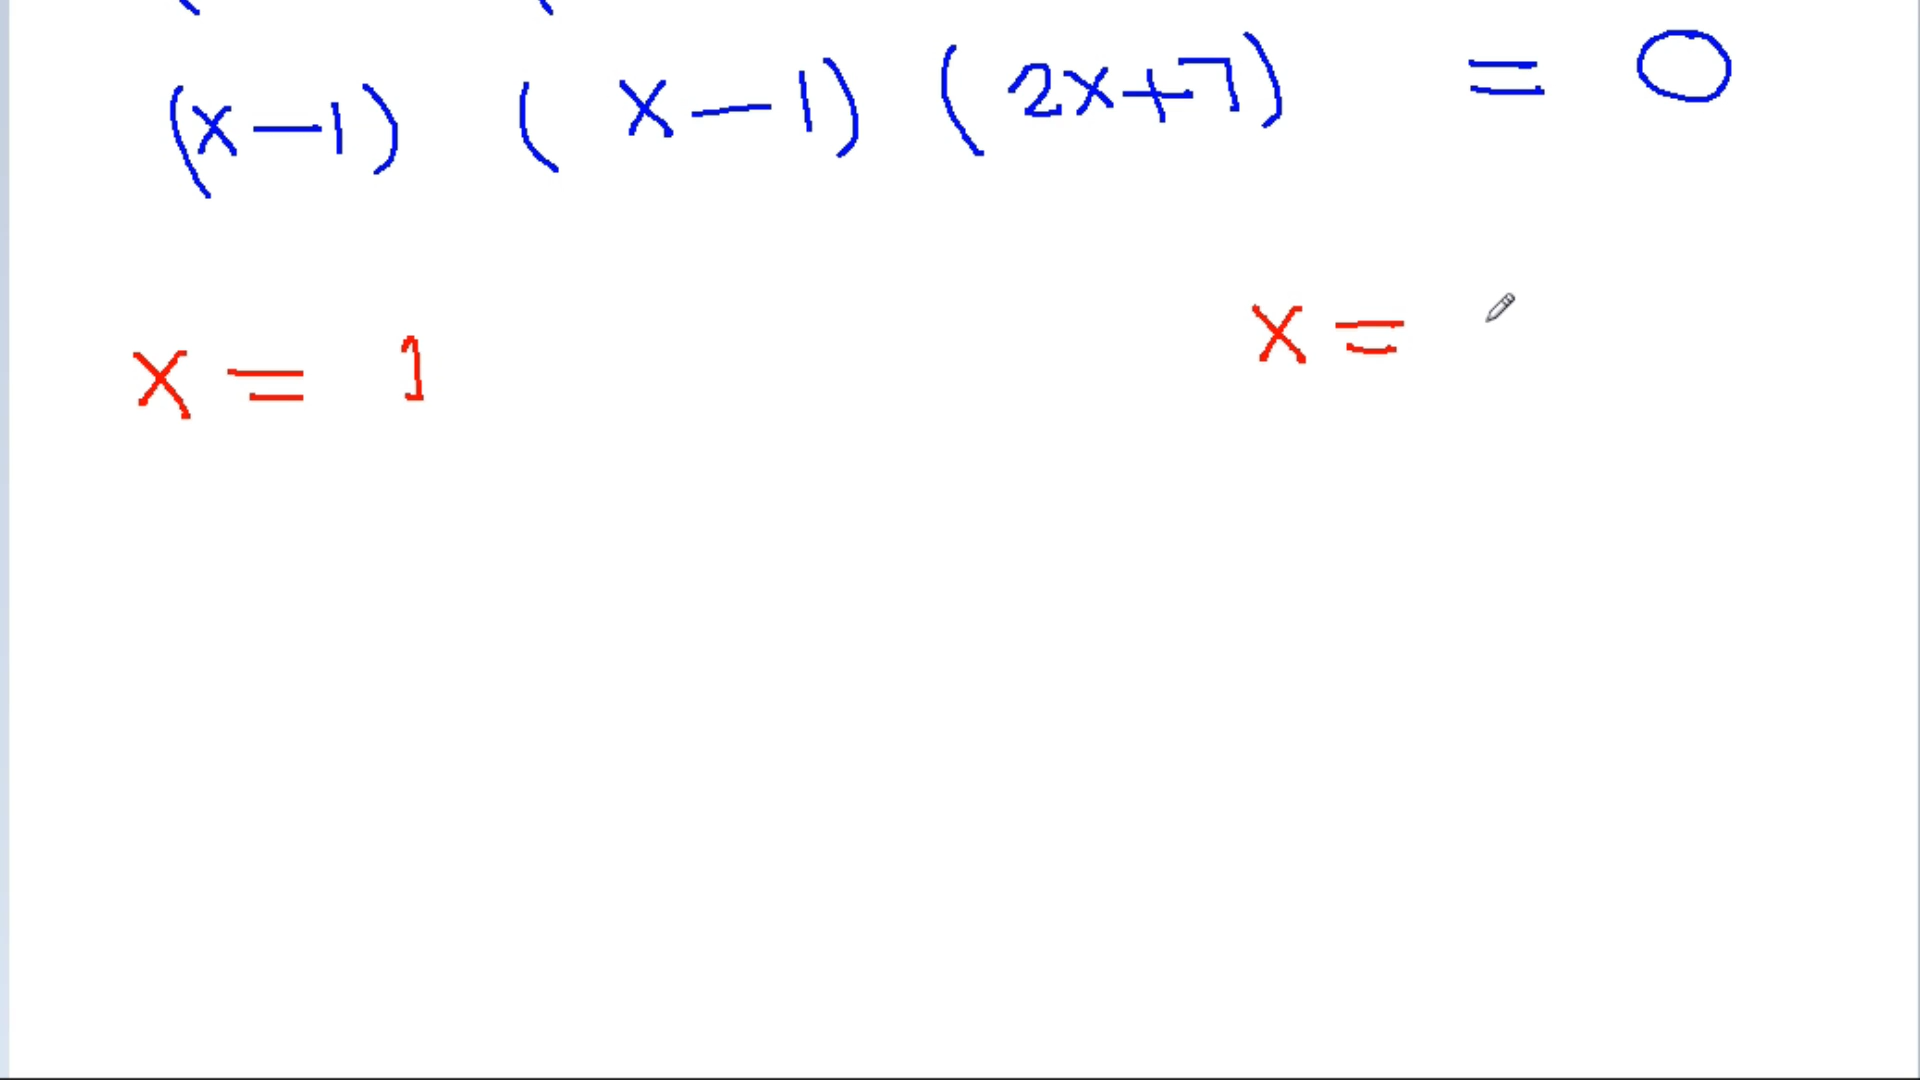 (x-1) (x-1) (2x+7) = 0
x = 1 x =